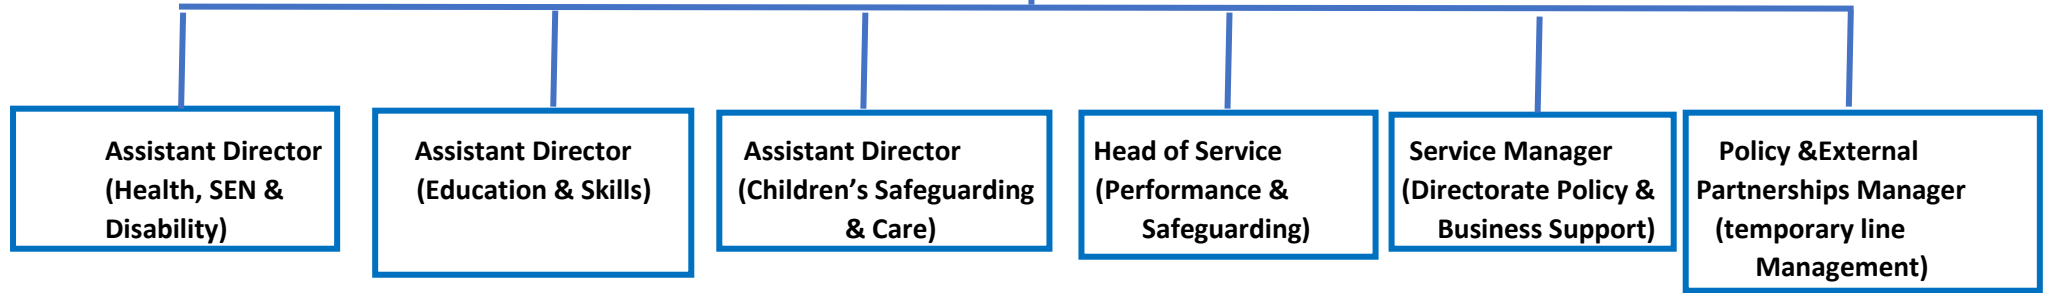 Assistant Director
(Health, SEN &
Disability)
Assistant Director
(Education & Skills)
Assistant Director
(Children’s Safeguarding
& Care)
Head of Service
(Performance &
Safeguarding)
Service Manager
(Directorate Policy &
Business Support)
Policy &External
Partnerships Manager
(temporary line
Management)